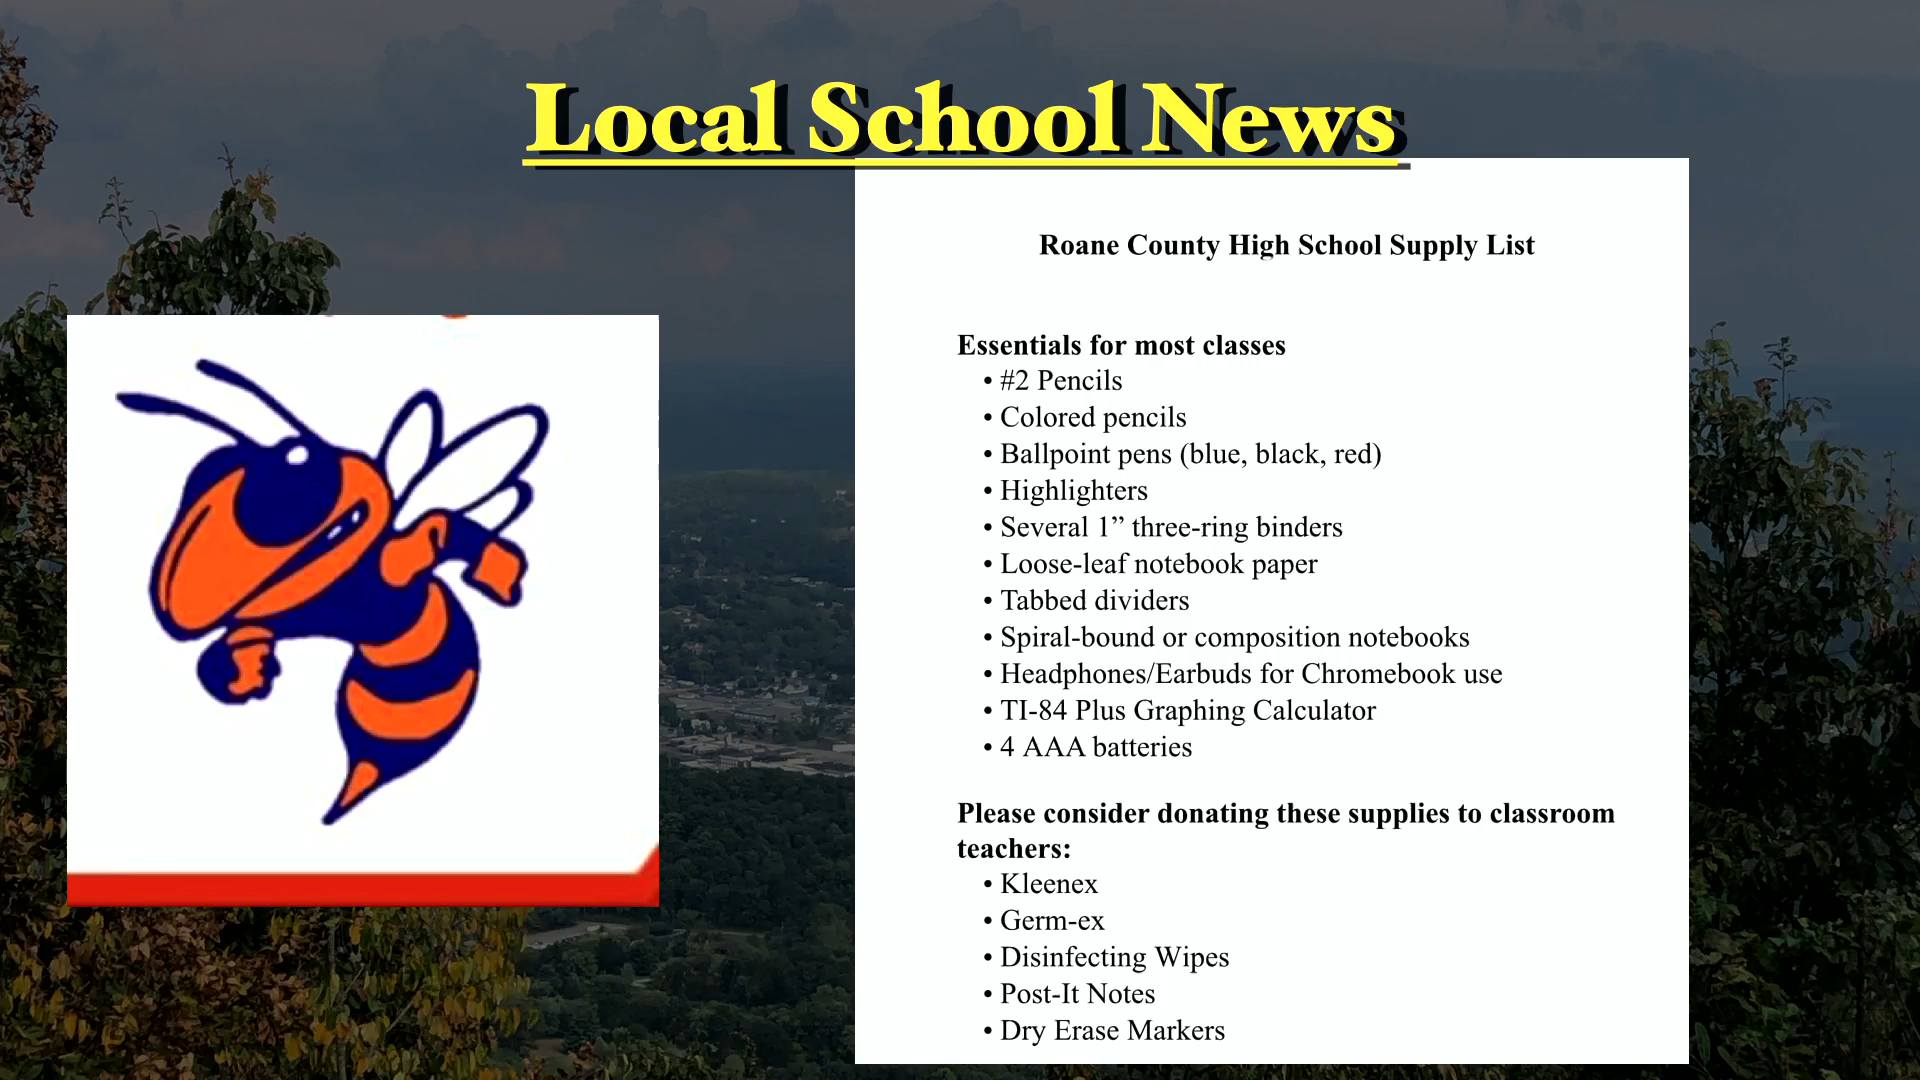 Local School News
Roane County High School Supply List
Essentials for most classes
• #2 Pencils
• Colored pencils
• Ballpoint pens (blue, black, red)
• Highlighters
• Several 1” three-ring binders
• Loose-leaf notebook paper
• Tabbed dividers
• Spiral-bound or composition notebooks
• Headphones/Earbuds for Chromebook use
• TI-84 Plus Graphing Calculator
• 4 AAA batteries
Please consider donating these supplies to classroom
teachers:
• Kleenex
• Germ-ex
• Disinfecting Wipes
• Post-It Notes
• Dry Erase Markers